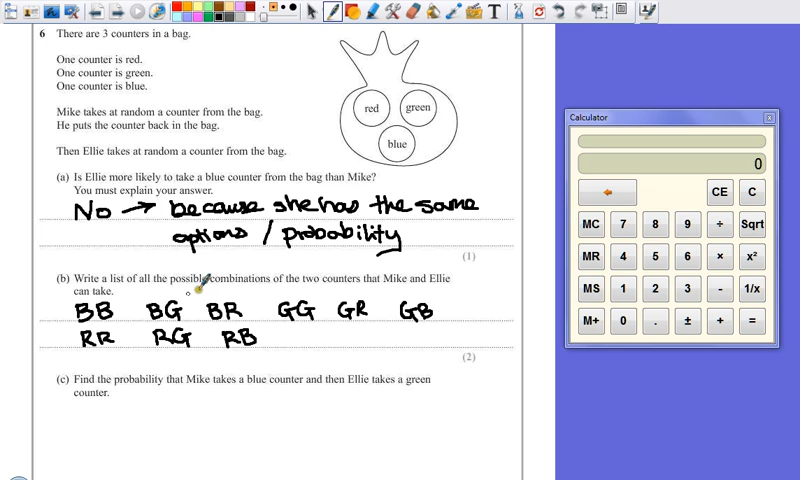 6 There are 3 counters in a bag.
One counter is red.
One counter is green.
One counter is blue.
Mike takes at random a counter from the bag.
He puts the counter back in the bag.
Then Ellie takes at random a counter from the bag.
red
green
blue
(a) Is Ellie more likely to take a blue counter from the bag than Mike?
You must explain your answer.
No → because she has the same
options / probability
(1)
(b) Write a list of all the possible combinations of the two counters that Mike and Ellie
can take.
BB BG BR GG GR GB
RR RG RB
(2)
(c) Find the probability that Mike takes a blue counter and then Ellie takes a green
counter.
Calculator
0
CE C
MC 7 8 9 ÷ Sqrt
MR 4 5 6 × x²
MS 1 2 3 - 1/x
M+ 0 . ± + =